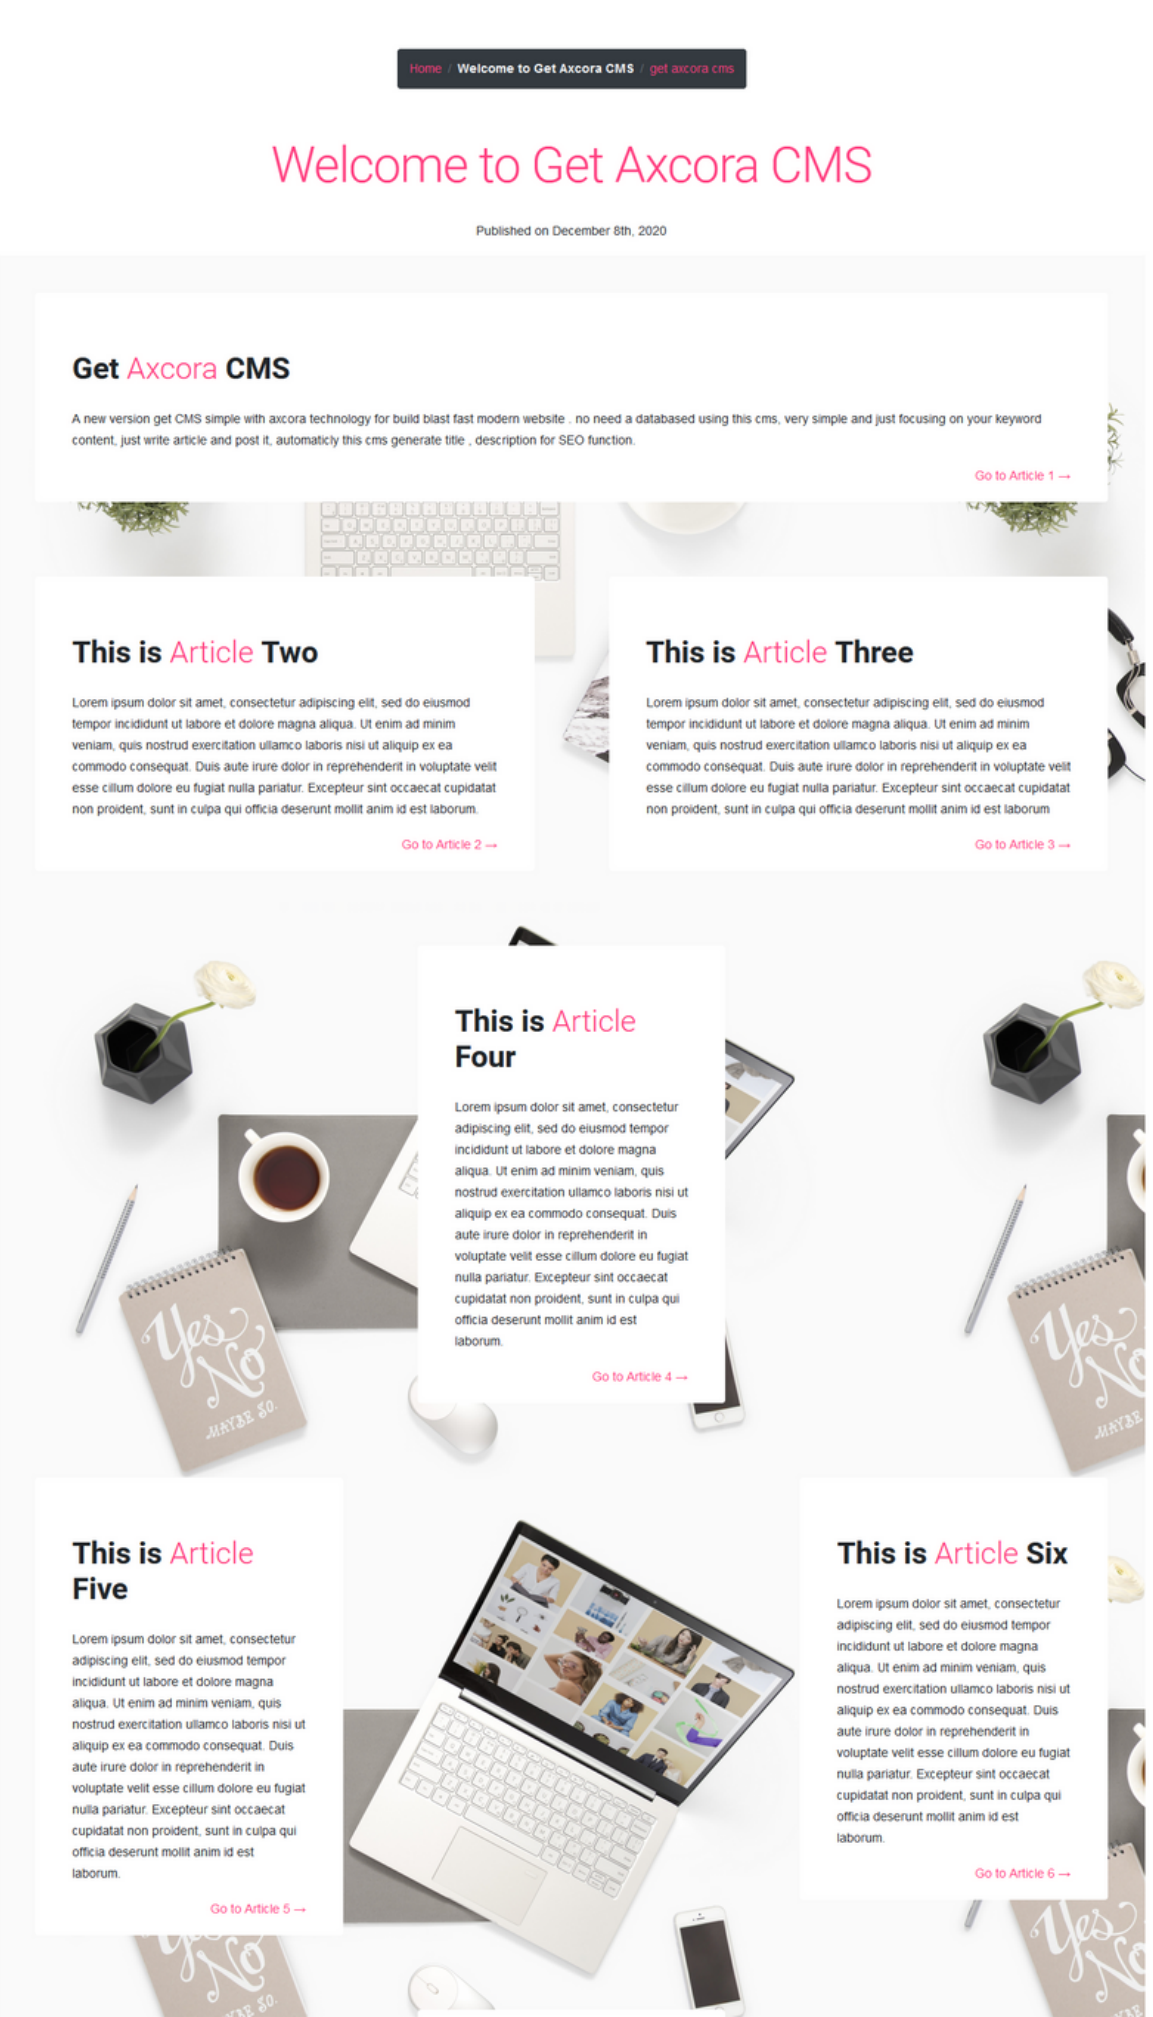 Home / Welcome to Get Axcora CMS / get axcora cms
Welcome to Get Axcora CMS
Published on December 8th, 2020
Get Axcora CMS
A new version get CMS simple with axcora technology for build blast fast modern website . no need a databased using this cms, very simple and just focusing on your keyword
content, just write article and post it, automaticly this cms generate title , description for SEO function.
Go to Article 1 →
This is Article Two
Lorem ipsum dolor sit amet, consectetur adipiscing elit, sed do eiusmod
tempor incididunt ut labore et dolore magna aliqua. Ut enim ad minim
veniam, quis nostrud exercitation ullamco laboris nisi ut aliquip ex ea
commodo consequat. Duis aute irure dolor in reprehenderit in voluptate velit
esse cillum dolore eu fugiat nulla pariatur. Excepteur sint occaecat cupidatat
non proident, sunt in culpa qui officia deserunt mollit anim id est laborum.
Go to Article 2 →
This is Article Three
Lorem ipsum dolor sit amet, consectetur adipiscing elit, sed do eiusmod
tempor incididunt ut labore et dolore magna aliqua. Ut enim ad minim
veniam, quis nostrud exercitation ullamco laboris nisi ut aliquip ex ea
commodo consequat. Duis aute irure dolor in reprehenderit in voluptate velit
esse cillum dolore eu fugiat nulla pariatur. Excepteur sint occaecat cupidatat
non proident, sunt in culpa qui officia deserunt mollit anim id est laborum
Go to Article 3 →
This is Article
Four
Lorem ipsum dolor sit amet, consectetur
adipiscing elit, sed do eiusmod tempor
incididunt ut labore et dolore magna
aliqua. Ut enim ad minim veniam, quis
nostrud exercitation ullamco laboris nisi ut
aliquip ex ea commodo consequat. Duis
aute irure dolor in reprehenderit in
voluptate velit esse cillum dolore eu fugiat
nulla pariatur. Excepteur sint occaecat
cupidatat non proident, sunt in culpa qui
officia deserunt mollit anim id est
laborum.
Go to Article 4 →
Yes
No
MAYBE SO.
Yes
No
MAYBE
This is Article
Five
Lorem ipsum dolor sit amet, consectetur
adipiscing elit, sed do eiusmod tempor
incididunt ut labore et dolore magna
aliqua. Ut enim ad minim veniam, quis
nostrud exercitation ullamco laboris nisi ut
aliquip ex ea commodo consequat. Duis
aute irure dolor in reprehenderit in
voluptate velit esse cillum dolore eu fugiat
nulla pariatur. Excepteur sint occaecat
cupidatat non proident, sunt in culpa qui
officia deserunt mollit anim id est
laborum.
Go to Article 5 →
This is Article Six
Lorem ipsum dolor sit amet, consectetur
adipiscing elit, sed do eiusmod tempor
incididunt ut labore et dolore magna
aliqua. Ut enim ad minim veniam, quis
nostrud exercitation ullamco laboris nisi ut
aliquip ex ea commodo consequat. Duis
aute irure dolor in reprehenderit in
voluptate velit esse cillum dolore eu fugiat
nulla pariatur. Excepteur sint occaecat
cupidatat non proident, sunt in culpa qui
officia deserunt mollit anim id est
laborum.
Go to Article 6 →
Yes
No
Yes
No